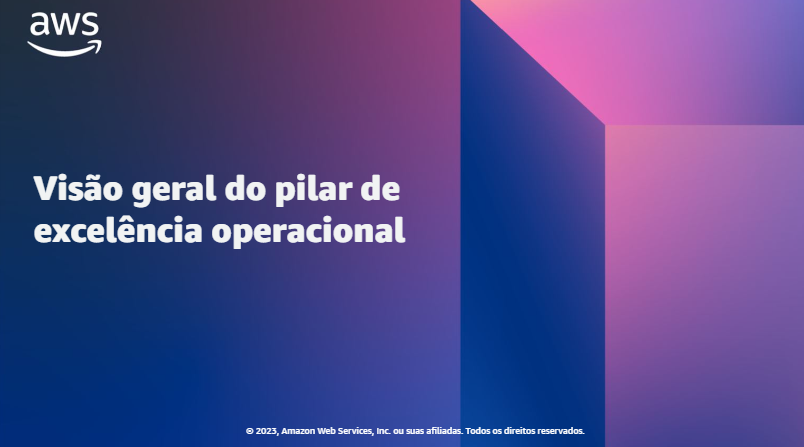 aws
Visão geral do pilar de
excelência operacional
© 2023, Amazon Web Services, Inc. ou suas afiliadas. Todos os direitos reservados.